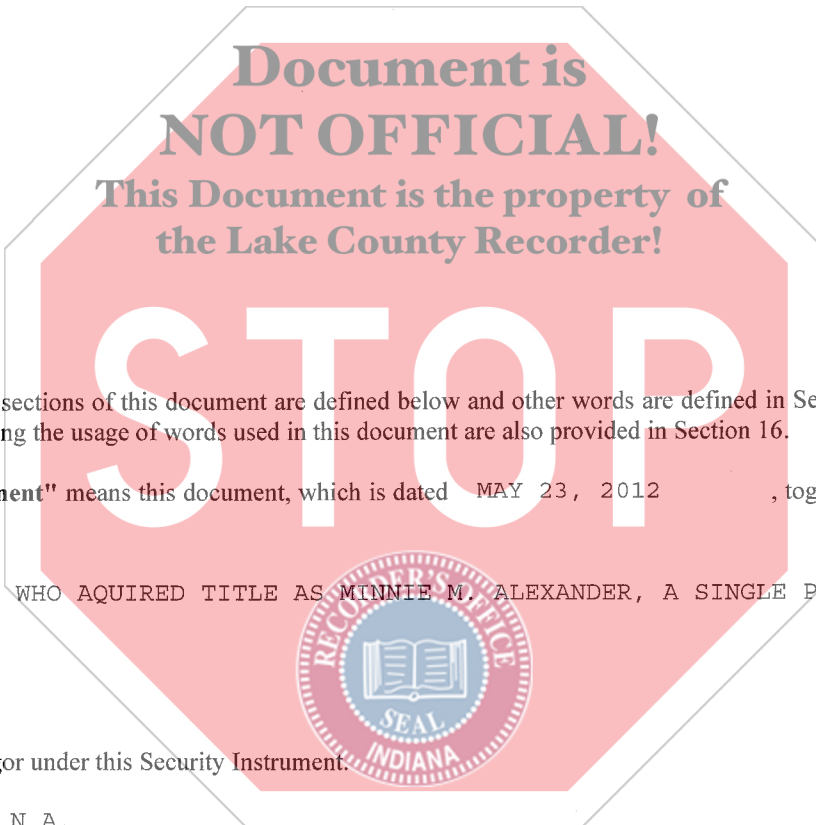 Document is
NOT OFFICIAL!
This Document is the property of
the Lake County Recorder!
STOP
sections of this document are defined below and other words are defined in Se
ng the usage of words used in this document are also provided in Section 16.
ent" means this document, which is dated MAY 23, 2012 , tog
WHO AQUIRED TITLE AS MINNIE M. ALEXANDER, A SINGLE P
RECORDER'S OFFICE
SEAL
INDIANA
gor under this Security Instrument.
N.A.